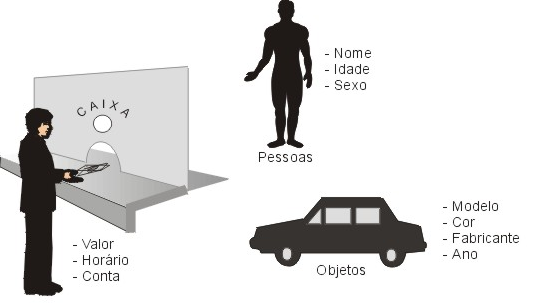 CAIXA
- Valor
- Horário
- Conta
- Nome
- Idade
- Sexo
Pessoas
- Modelo
- Cor
- Fabricante
- Ano
Objetos